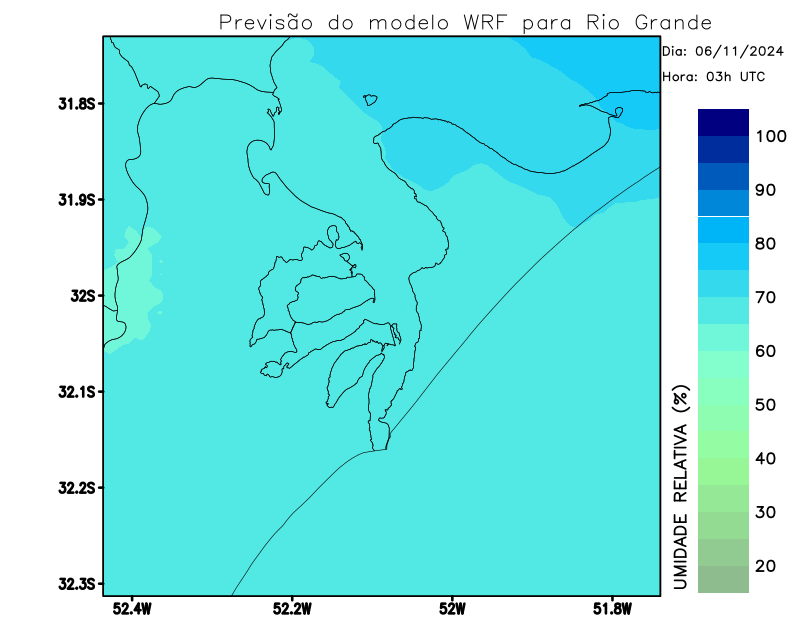 Previsão do modelo WRF para Rio Grande
Dia: 06/11/2024
Hora: 03h UTC
31.8S
31.9S
32S
32.1S
32.2S
32.3S
52.4W
52.2W
52W
51.8W
100
90
80
70
60
50
40
30
20
UMIDADE RELATIVA (%)